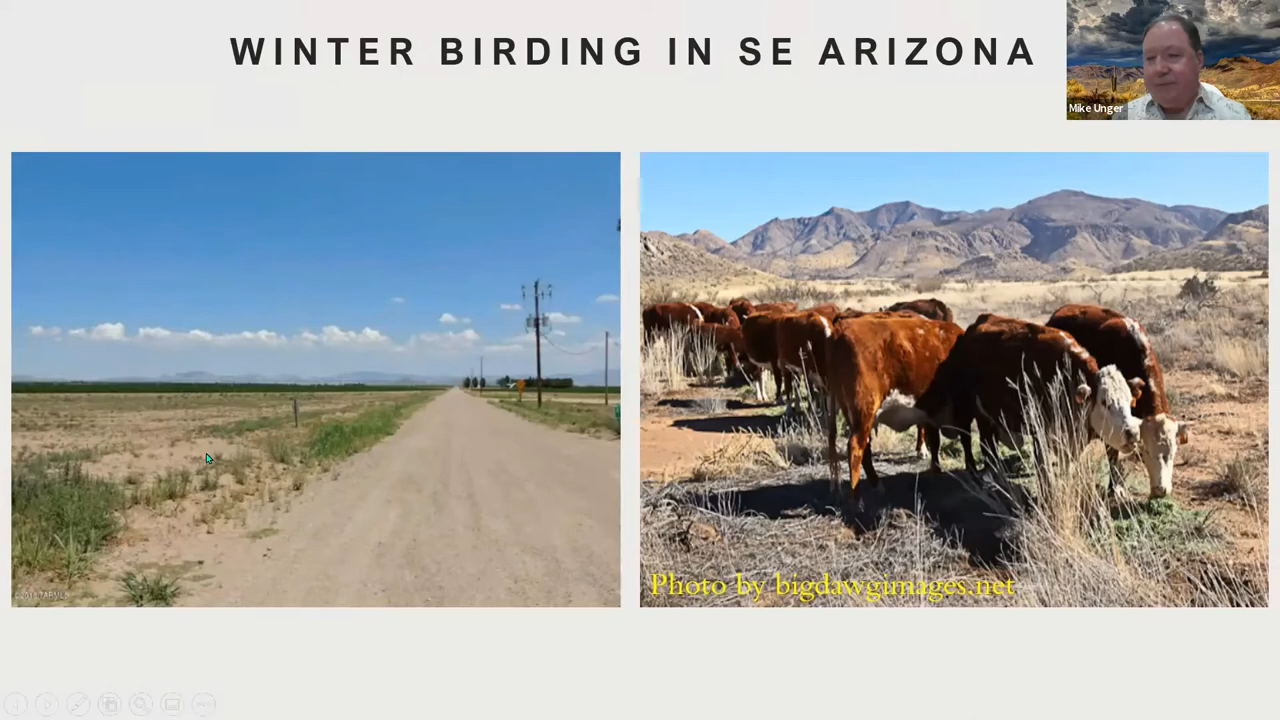 WINTER BIRDING IN SE ARIZONA
Mike Unger
Photo by bigdawgimages.net